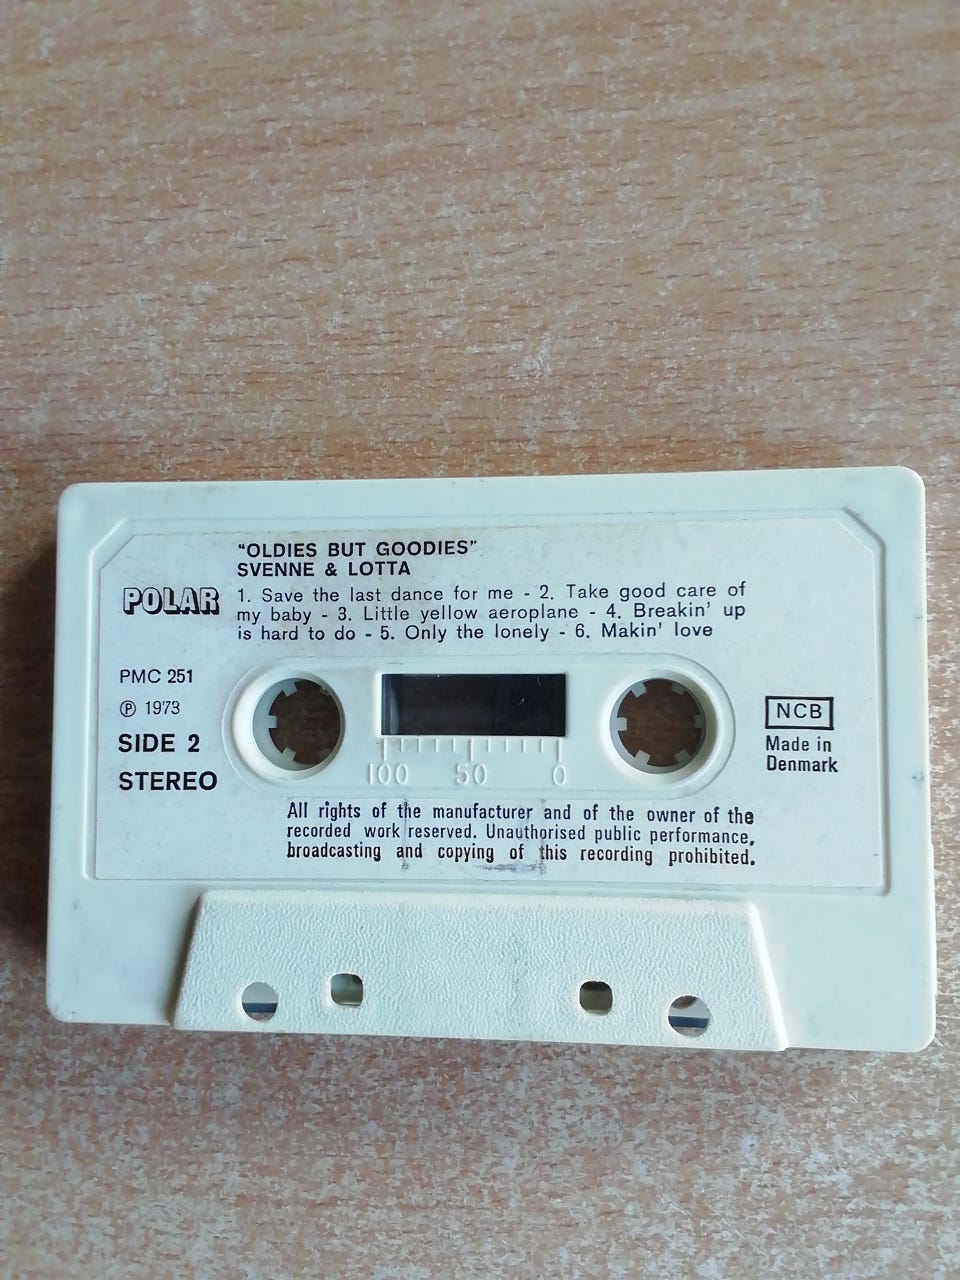 "OLDIES BUT GOODIES"
SVENNE & LOTTA
POLAR
1. Save the last dance for me - 2. Take good care of
my baby - 3. Little yellow aeroplane - 4. Breakin' up
is hard to do - 5. Only the lonely - 6. Makin' love
PMC 251
℗ 1973
SIDE 2
STEREO
100 50 0
NCB
Made in
Denmark
All rights of the manufacturer and of the owner of the
recorded work reserved. Unauthorised public performance,
broadcasting and copying of this recording prohibited.